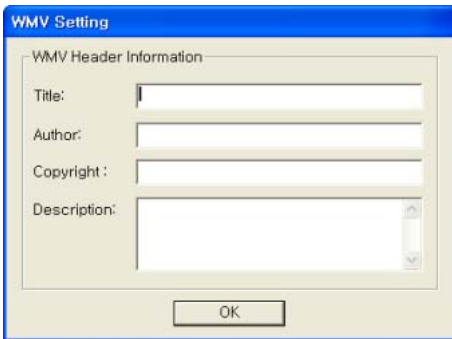 WMV Setting
WMV Header Information
Title:
Author:
Copyright :
Description:
OK